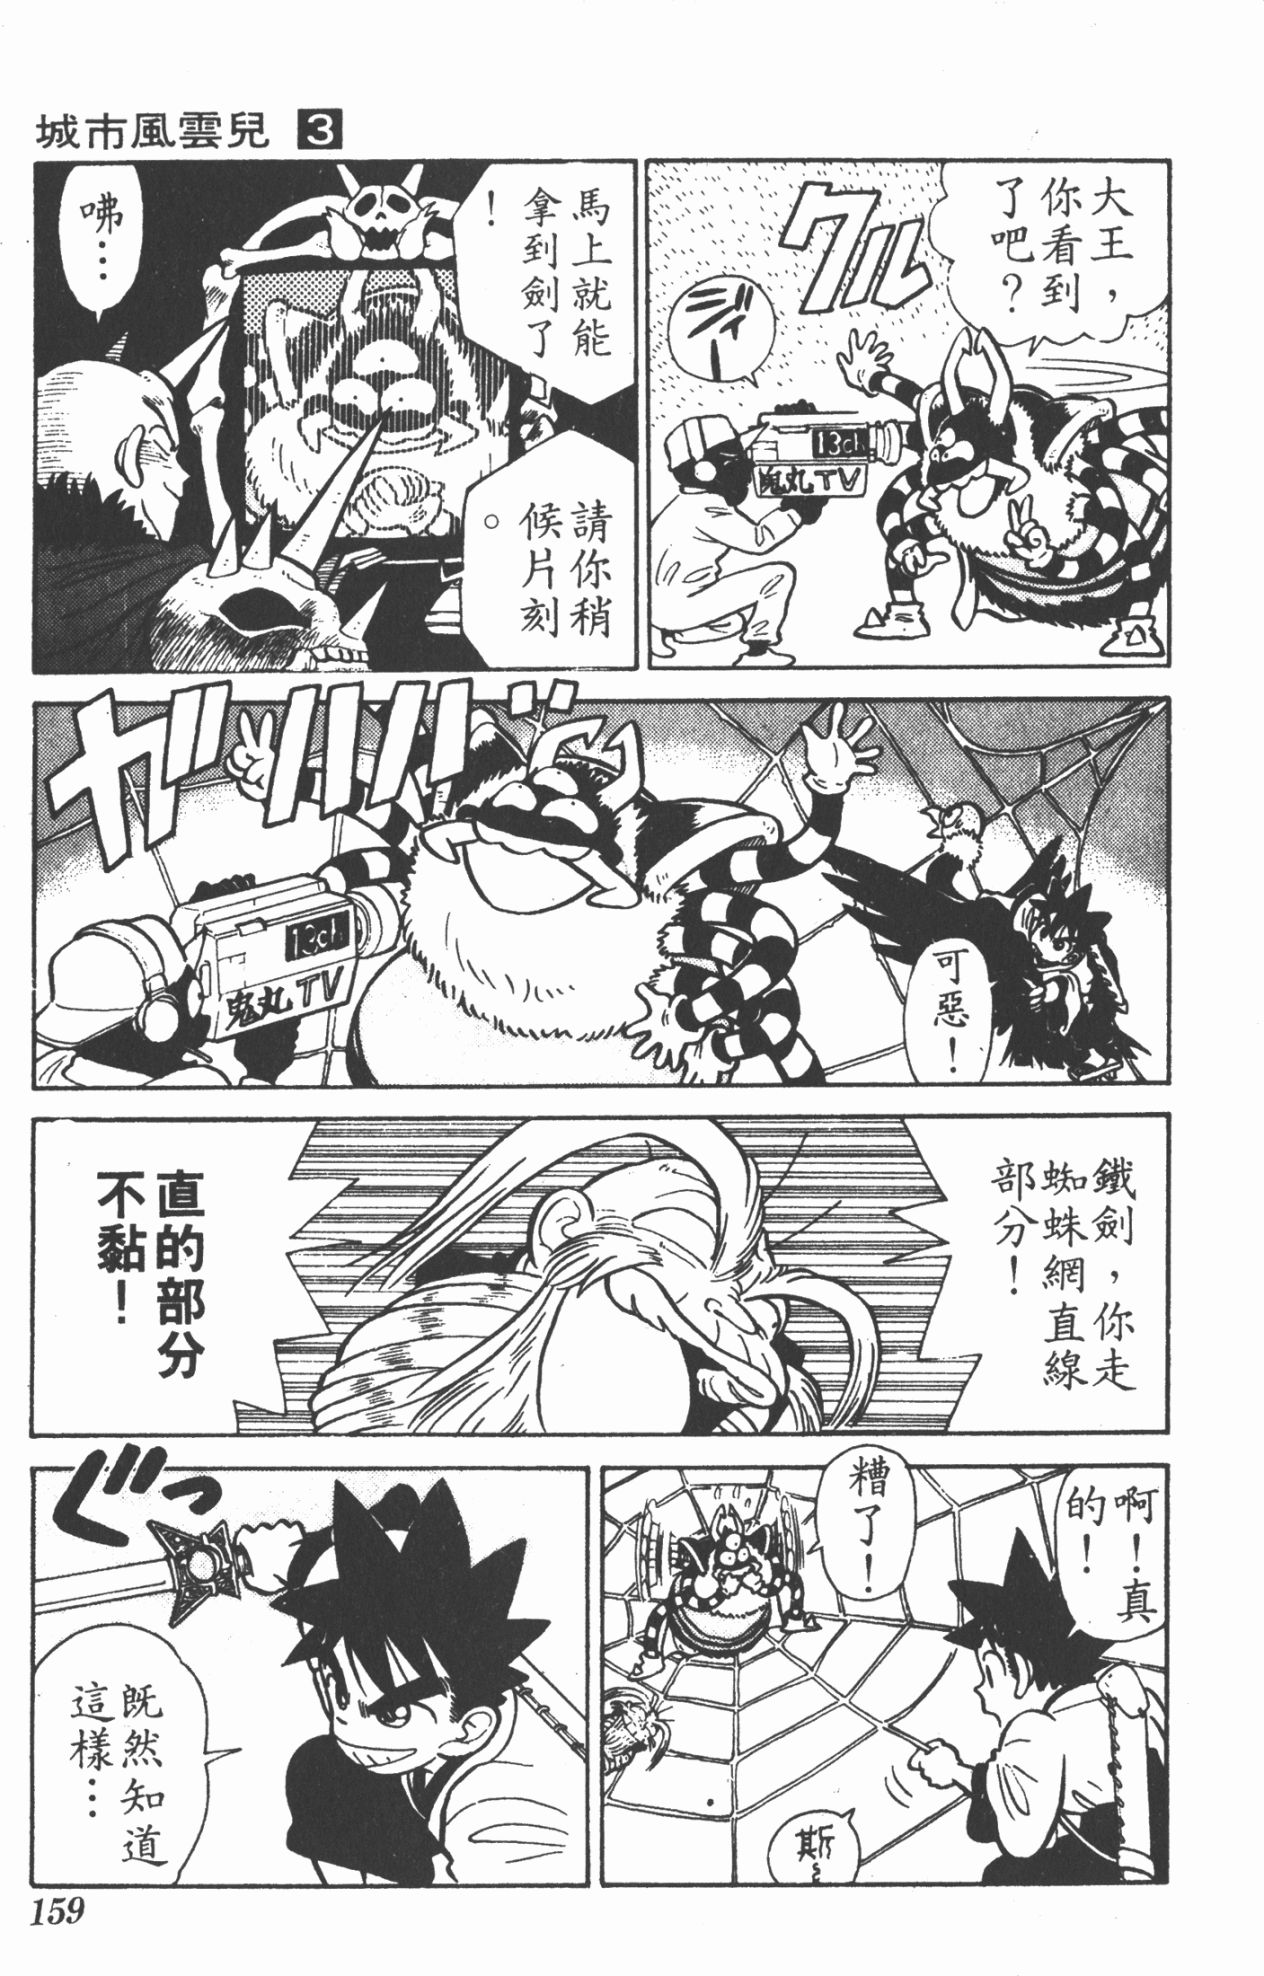 城市風雲兒 3
大王，
你看到
了吧？
クル
ジィー
13ch
鬼丸TV
馬上就能
拿到劍了
！
請你稍
候片刻
。
咈…
ガハハハ
13ch
鬼丸TV
可惡！
鐵劍，你走
蜘蛛網直線
部分！
直的部分
不黏！
啊！真
的！
糟了！
斯~
ぐっ
既然知道
這樣…
159